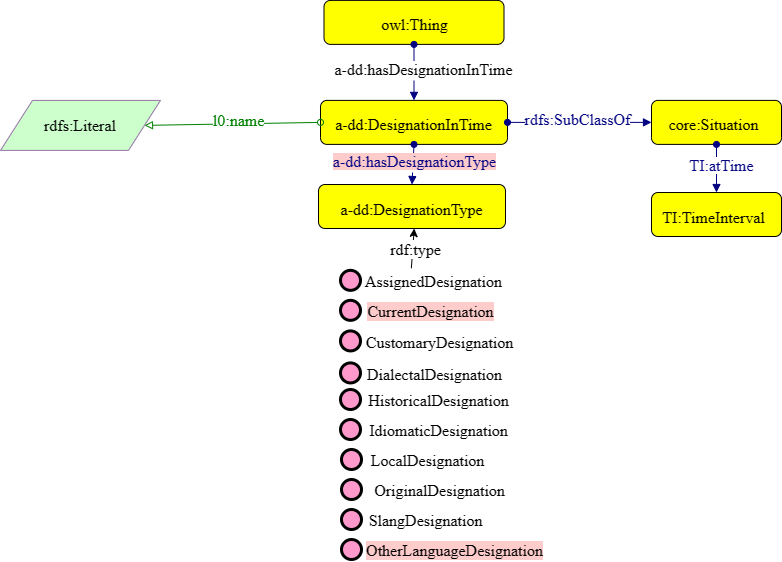 owl:Thing
a-dd:hasDesignationInTime
rdfs:Literal
l0:name
a-dd:DesignationInTime
rdfs:SubClassOf
core:Situation
a-dd:hasDesignationType
TI:atTime
a-dd:DesignationType
TI:TimeInterval
rdf:type
AssignedDesignation
CurrentDesignation
CustomaryDesignation
DialectalDesignation
HistoricalDesignation
IdiomaticDesignation
LocalDesignation
OriginalDesignation
SlangDesignation
OtherLanguageDesignation